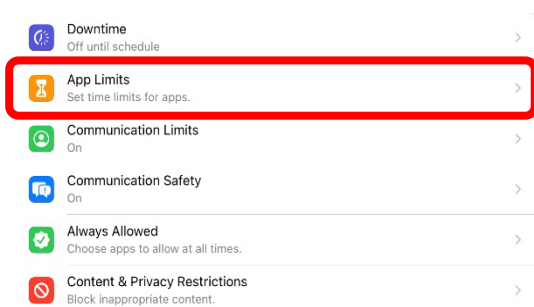 Downtime
Off until schedule
App Limits
Set time limits for apps.
Communication Limits
On
Communication Safety
On
Always Allowed
Choose apps to allow at all times.
Content & Privacy Restrictions
Block inappropriate content.